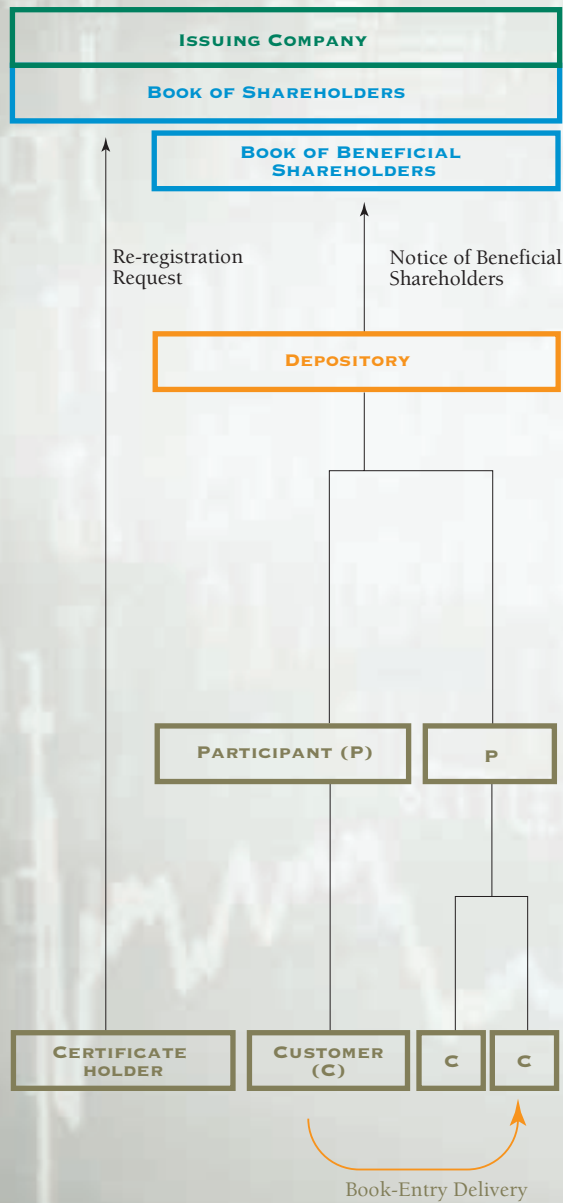 ISSUING COMPANY
BOOK OF SHAREHOLDERS
BOOK OF BENEFICIAL
SHAREHOLDERS
Re-registration
Request
Notice of Beneficial
Shareholders
DEPOSITORY
PARTICIPANT (P)
P
CERTIFICATE
HOLDER
CUSTOMER
(C)
C
C
Book-Entry Delivery